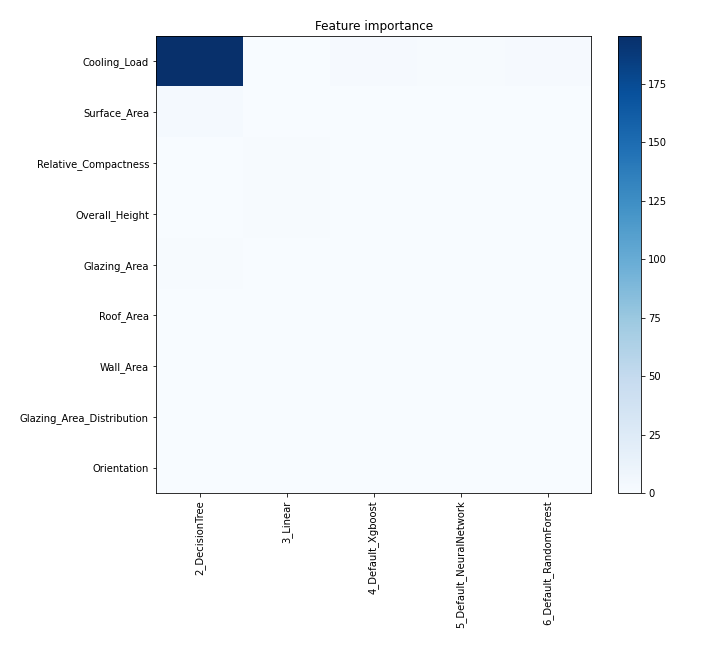 Feature importance
Cooling_Load
Surface_Area
Relative_Compactness
Overall_Height
Glazing_Area
Roof_Area
Wall_Area
Glazing_Area_Distribution
Orientation
2_DecisionTree
3_Linear
4_Default_Xgboost
5_Default_NeuralNetwork
6_Default_RandomForest
175
150
125
100
75
50
25
0